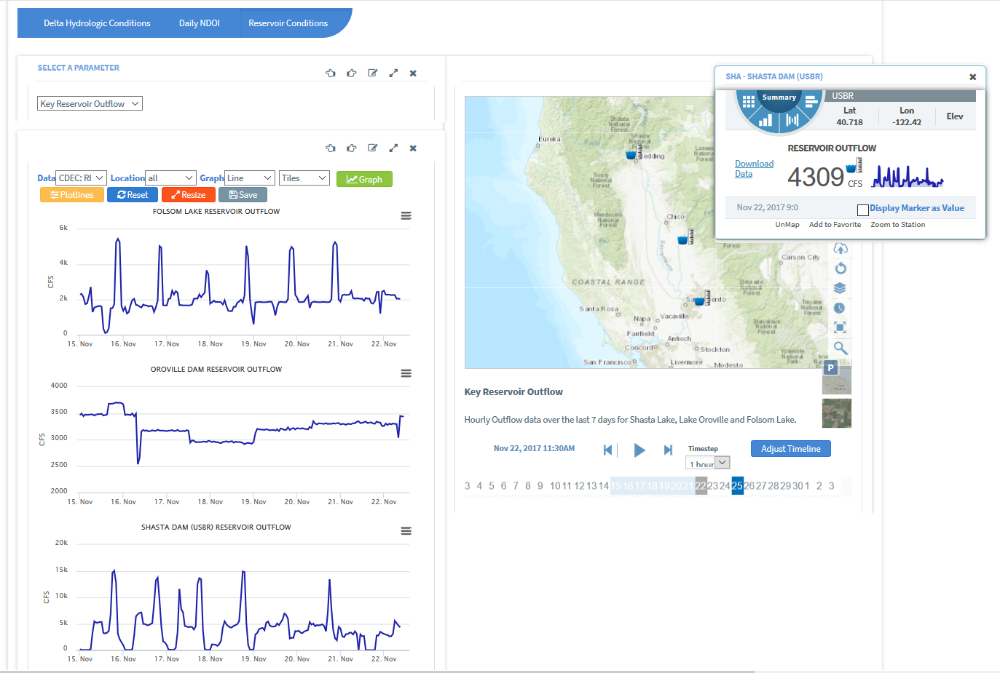 Delta Hydrologic Conditions
Daily NDOI
Reservoir Conditions
SELECT A PARAMETER
Key Reservoir Outflow
Data CDEC: RI Location all Graph Line Tiles Graph
Plotlines Reset Resize Save
FOLSOM LAKE RESERVOIR OUTFLOW
6k
4k
CFS
2k
0
15. Nov 16. Nov 17. Nov 18. Nov 19. Nov 20. Nov 21. Nov 22. Nov
OROVILLE DAM RESERVOIR OUTFLOW
4000
3500
CFS
3000
2500
2000
15. Nov 16. Nov 17. Nov 18. Nov 19. Nov 20. Nov 21. Nov 22. Nov
SHASTA DAM (USBR) RESERVOIR OUTFLOW
20k
15k
CFS
10k
5k
0
15. Nov 16. Nov 17. Nov 18. Nov 19. Nov 20. Nov 21. Nov 22. Nov
SHA - SHASTA DAM (USBR)
Summary
USBR
Lat Lon Elev
40.718 -122.42
RESERVOIR OUTFLOW
Download
Data
4309 CFS
Nov 22, 2017 9:0
Display Marker as Value
UnMap Add to Favorite Zoom to Station
Shasta
National
Forest
Eureka
Shasta
National
Forest
Redding
Lassen
Nationa
Forest
Trinity
National
Forest
Mendocino
National
Forest
Chico
Sacramento
Forest
Carson City
COASTAL RANGE
Eldorado
National
Forest
Toiyabe
National
Forest
Sa ento
Santa Rosa
Napa
Vacaville
Fairfield
Antioch
Concord
Stockton
Stanislaus
National
Forest
San Francisco
Livermore
Modesto
Yosemite
National
Park
Inyo
P
Key Reservoir Outflow
Hourly Outflow data over the last 7 days for Shasta Lake, Lake Oroville and Folsom Lake.
Nov 22, 2017 11:30AM
Timestep
1 hour
Adjust Timeline
3 4 5 6 7 8 9 10 11 12 13 14 15 16 17 18 19 20 21 22 23 24 25 26 27 28 29 30 1 2 3